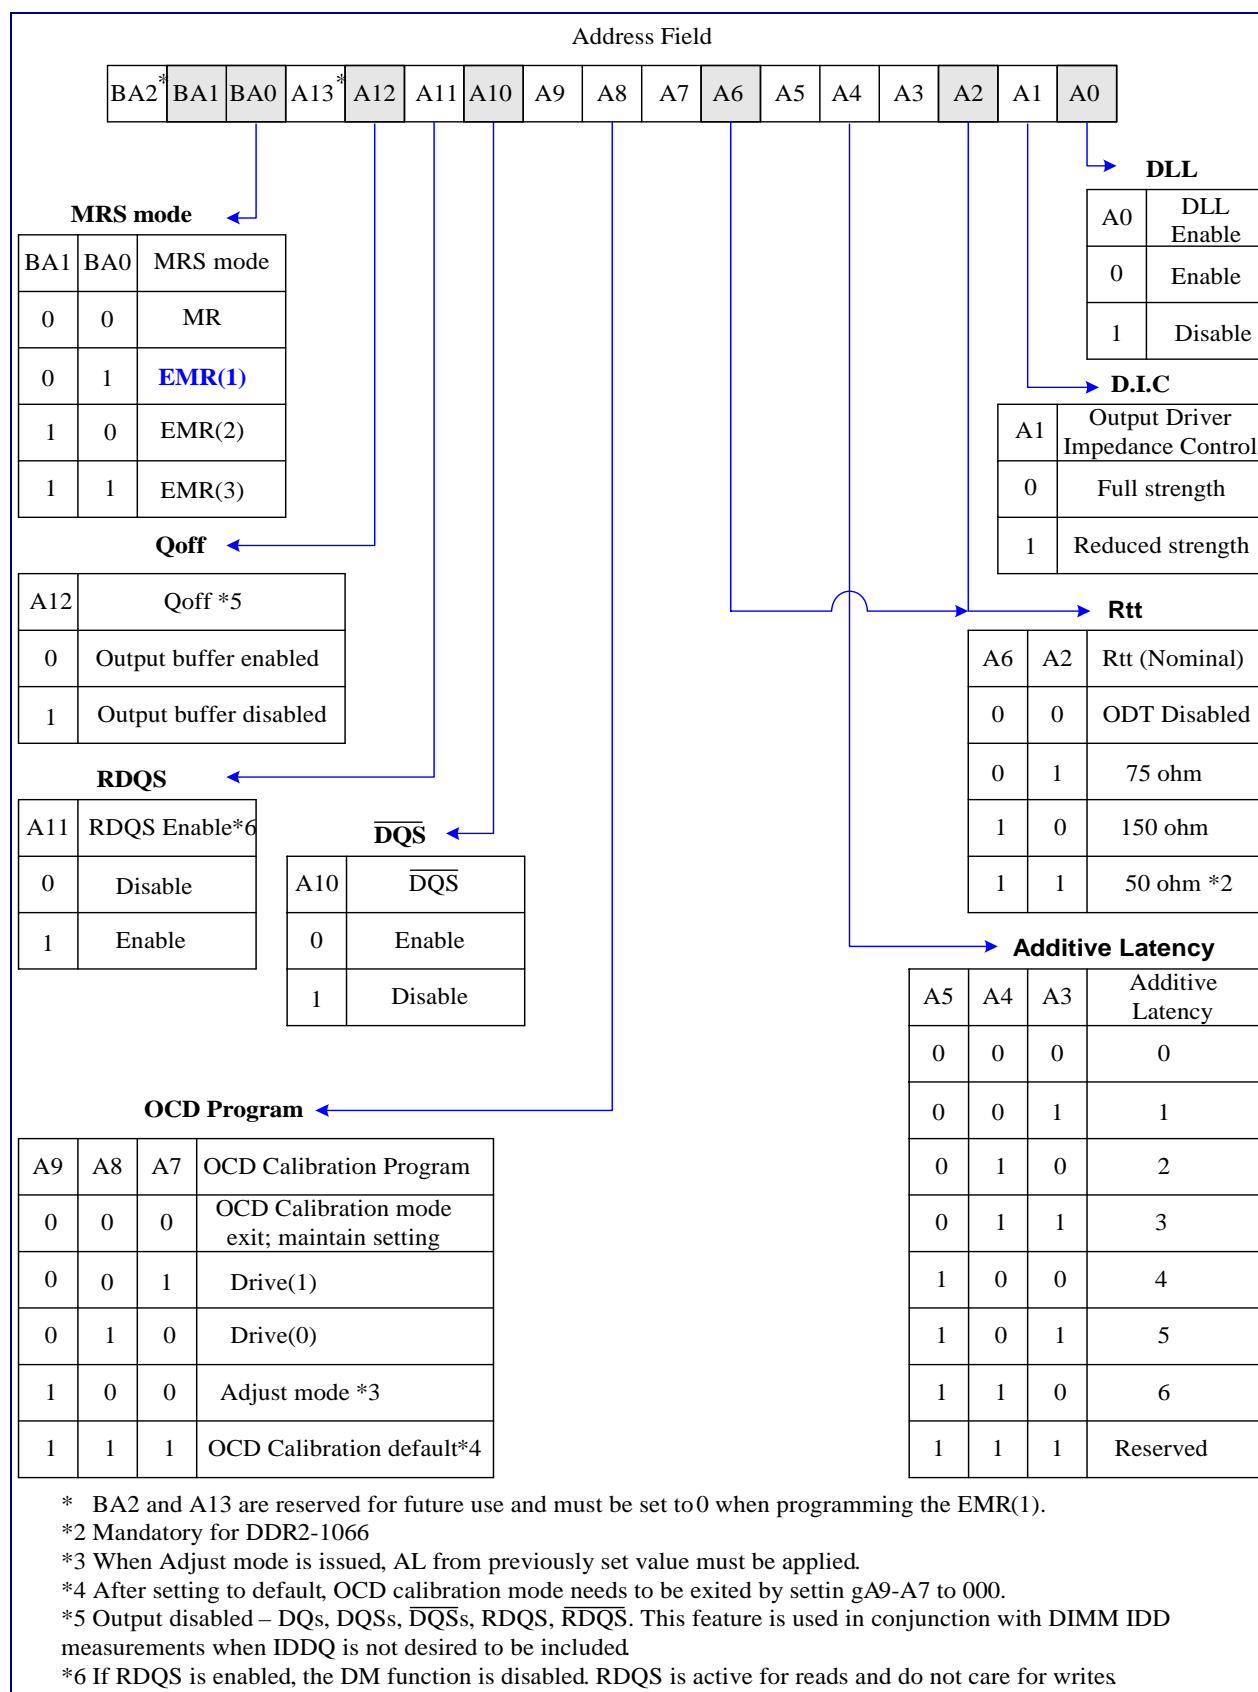 Address Field
BA2* BA1 BA0 A13* A12 A11 A10 A9 A8 A7 A6 A5 A4 A3 A2 A1 A0
DLL
A0 DLL Enable
0 Enable
1 Disable
MRS mode
BA1 BA0 MRS mode
0 0 MR
0 1 EMR(1)
1 0 EMR(2)
1 1 EMR(3)
D.I.C
A1 Output Driver Impedance Control
0 Full strength
1 Reduced strength
Qoff
A12 Qoff *5
0 Output buffer enabled
1 Output buffer disabled
Rtt
A6 A2 Rtt (Nominal)
0 0 ODT Disabled
0 1 75 ohm
1 0 150 ohm
1 1 50 ohm *2
RDQS
A11 RDQS Enable*6
0 Disable
1 Enable
D̅Q̅S̅
A10 D̅Q̅S̅
0 Enable
1 Disable
Additive Latency
A5 A4 A3 Additive Latency
0 0 0 0
0 0 1 1
0 1 0 2
0 1 1 3
1 0 0 4
1 0 1 5
1 1 0 6
1 1 1 Reserved
OCD Program
A9 A8 A7 OCD Calibration Program
0 0 0 OCD Calibration mode exit; maintain setting
0 0 1 Drive(1)
0 1 0 Drive(0)
1 0 0 Adjust mode *3
1 1 1 OCD Calibration default*4
* BA2 and A13 are reserved for future use and must be set to 0 when programming the EMR(1).
*2 Mandatory for DDR2-1066
*3 When Adjust mode is issued, AL from previously set value must be applied.
*4 After setting to default, OCD calibration mode needs to be exited by settin gA9-A7 to 000.
*5 Output disabled – DQs, DQSs, D̅Q̅S̅s, RDQS, R̅D̅Q̅S̅. This feature is used in conjunction with DIMM IDD
measurements when IDDQ is not desired to be included.
*6 If RDQS is enabled, the DM function is disabled. RDQS is active for reads and do not care for writes.